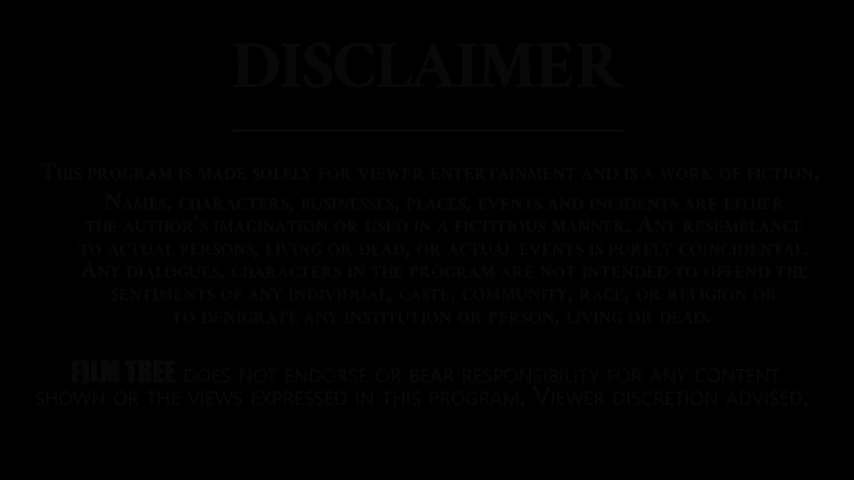 DISCLAIMER
THIS PROGRAM IS MADE SOLELY FOR VIEWER ENTERTAINMENT AND IS A WORK OF FICTION.
NAMES, CHARACTERS, BUSINESSES, PLACES, EVENTS AND INCIDENTS ARE EITHER
THE AUTHOR'S IMAGINATION OR USED IN A FICTITIOUS MANNER. ANY RESEMBLANCE
TO ACTUAL PERSONS, LIVING OR DEAD, OR ACTUAL EVENTS IS PURELY COINCIDENTAL.
ANY DIALOGUES, CHARACTERS IN THE PROGRAM ARE NOT INTENDED TO OFFEND THE
SENTIMENTS OF ANY INDIVIDUAL, CASTE, COMMUNITY, RACE, OR RELIGION OR
TO DENIGRATE ANY INSTITUTION OR PERSON, LIVING OR DEAD.
FILM TREE DOES NOT ENDORSE OR BEAR RESPONSIBILITY FOR ANY CONTENT
SHOWN OR THE VIEWS EXPRESSED IN THIS PROGRAM. VIEWER DISCRETION ADVISED.